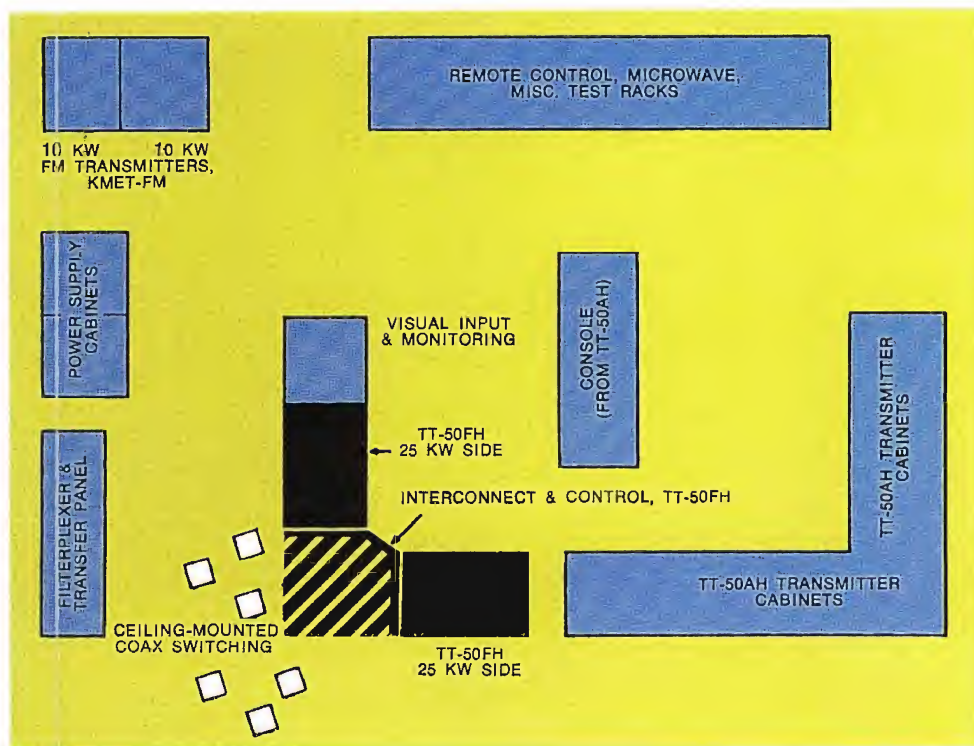 REMOTE CONTROL, MICROWAVE,
MISC. TEST RACKS
10 KW 10 KW
FM TRANSMITTERS,
KMET-FM
POWER SUPPLY
CABINETS
VISUAL INPUT
& MONITORING
CONSOLE
(FROM TT-50AH)
TT-50AH TRANSMITTER
CABINETS
TT-50FH
25 KW SIDE
INTERCONNECT & CONTROL, TT-50FH
FILTERPLEXER &
TRANSFER PANEL
TT-50AH TRANSMITTER
CABINETS
CEILING-MOUNTED
COAX SWITCHING
TT-50FH
25 KW SIDE